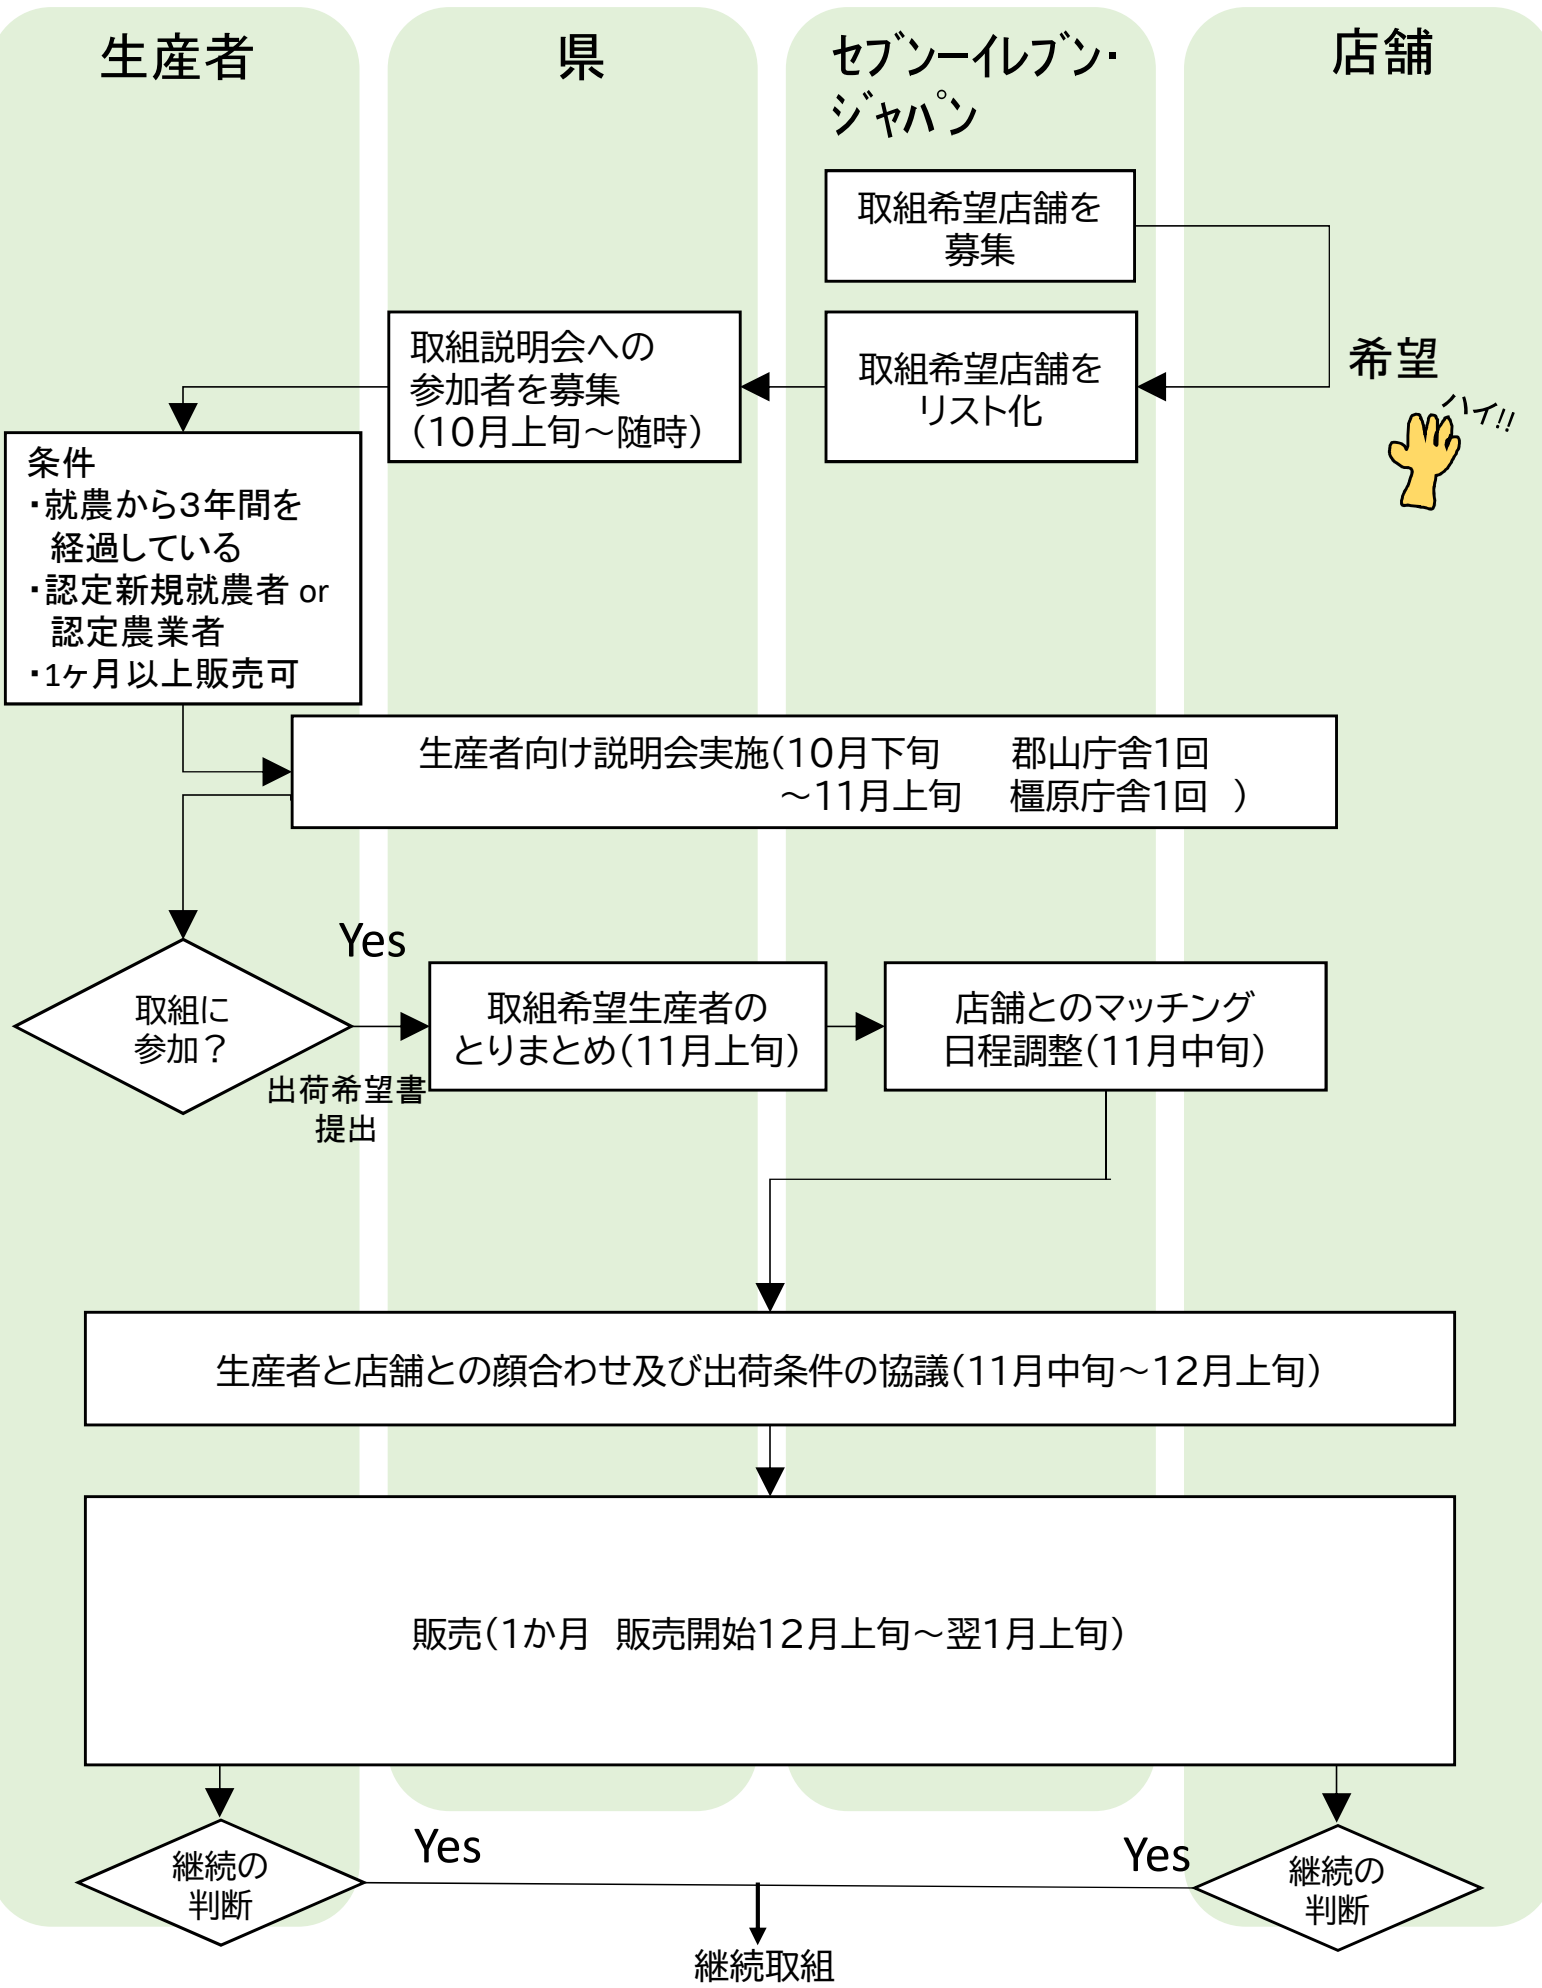 生産者
県
セブンーイレブン・
ジャパン
店舗
取組希望店舗を
募集
取組説明会への
参加者を募集
（10月上旬～随時）
取組希望店舗を
リスト化
希望
ハイ!!
条件
・就農から３年間を
経過している
・認定新規就農者 or
認定農業者
・1ヶ月以上販売可
生産者向け説明会実施（10月下旬　　郡山庁舎1回
～11月上旬　橿原庁舎1回　）
Yes
取組に
参加？
出荷希望書
提出
取組希望生産者の
とりまとめ（11月上旬）
店舗とのマッチング
日程調整（11月中旬）
生産者と店舗との顔合わせ及び出荷条件の協議（11月中旬～12月上旬）
販売（1か月　販売開始12月上旬～翌1月上旬）
継続の
判断
Yes
Yes
継続の
判断
継続取組